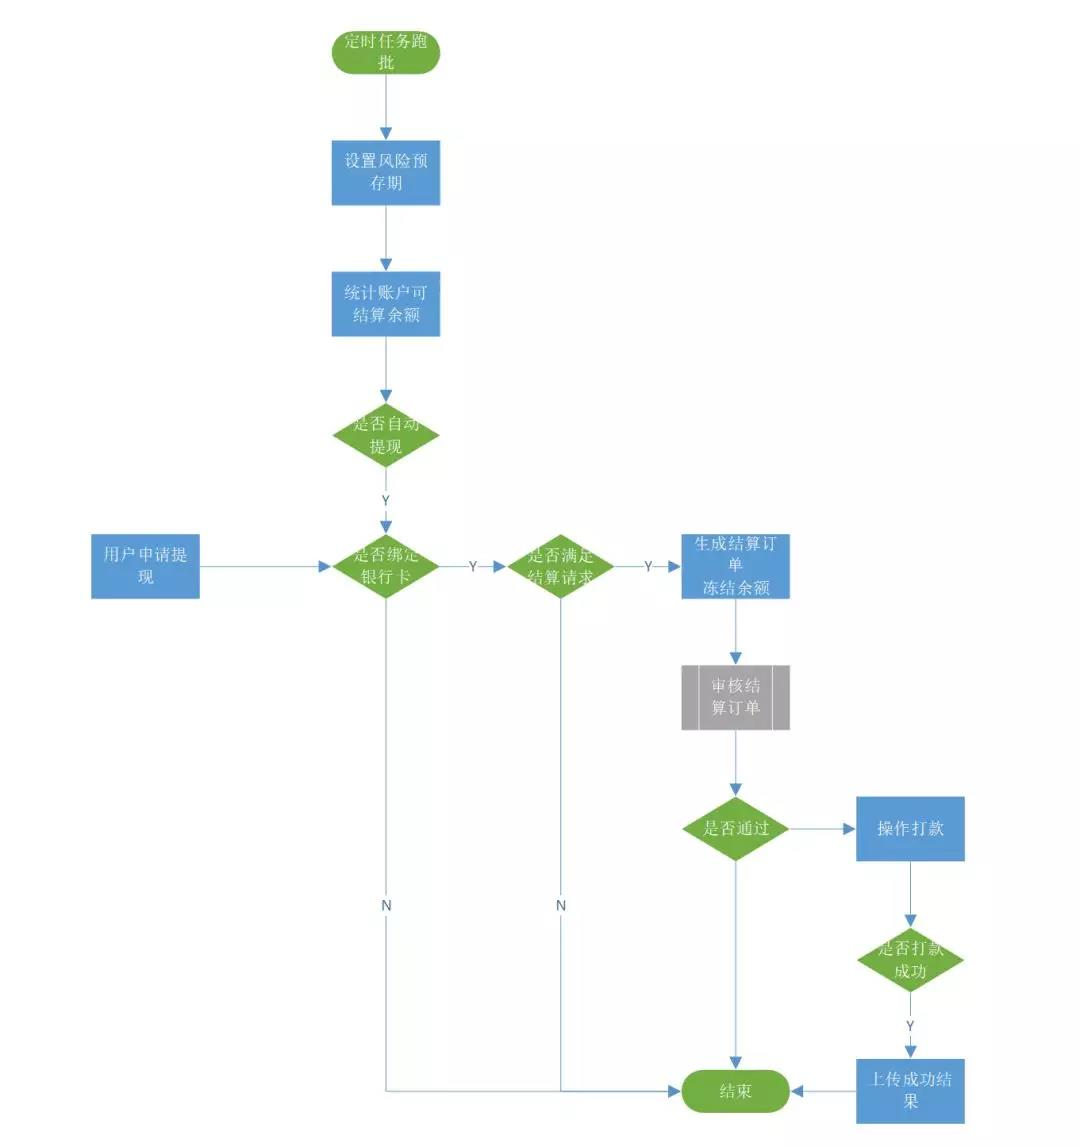 定时任务跑
批
设置风险预
存期
统计账户可
结算余额
是否自动
提现
Y
用户申请提
现
是否绑定
银行卡
Y
是否满足
结算请求
Y
生成结算订
单
冻结余额
审核结
算订单
是否通过
操作打款
N
N
是否打款
成功
Y
上传成功结
果
结束